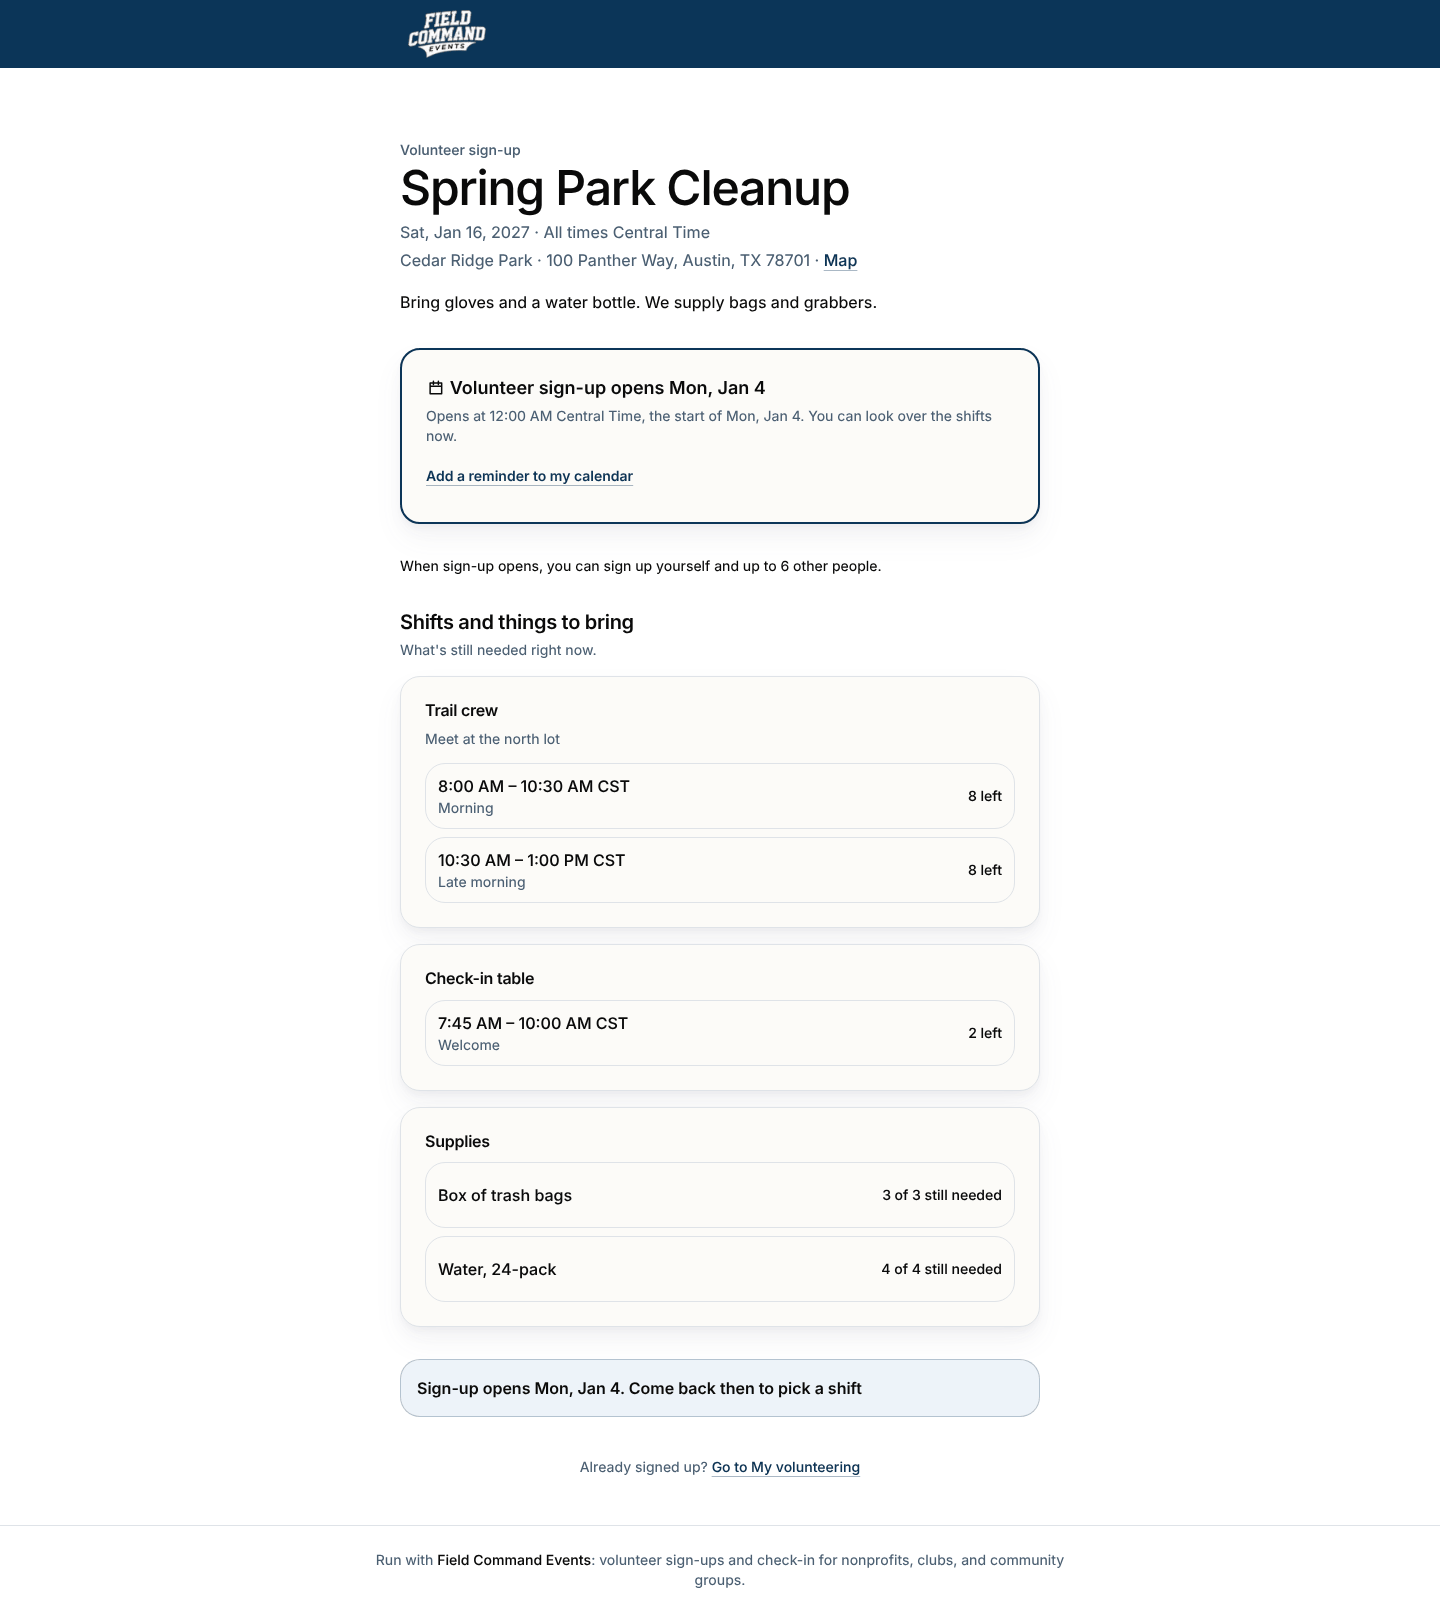 FIELD
COMMAND
EVENTS
Volunteer sign-up
Spring Park Cleanup
Sat, Jan 16, 2027 · All times Central Time
Cedar Ridge Park · 100 Panther Way, Austin, TX 78701 · Map
Bring gloves and a water bottle. We supply bags and grabbers.
Volunteer sign-up opens Mon, Jan 4
Opens at 12:00 AM Central Time, the start of Mon, Jan 4. You can look over the shifts
now.
Add a reminder to my calendar
When sign-up opens, you can sign up yourself and up to 6 other people.
Shifts and things to bring
What's still needed right now.
Trail crew
Meet at the north lot
8:00 AM – 10:30 AM CST
Morning
8 left
10:30 AM – 1:00 PM CST
Late morning
8 left
Check-in table
7:45 AM – 10:00 AM CST
Welcome
2 left
Supplies
Box of trash bags
3 of 3 still needed
Water, 24-pack
4 of 4 still needed
Sign-up opens Mon, Jan 4. Come back then to pick a shift
Already signed up? Go to My volunteering
Run with Field Command Events: volunteer sign-ups and check-in for nonprofits, clubs, and community
groups.